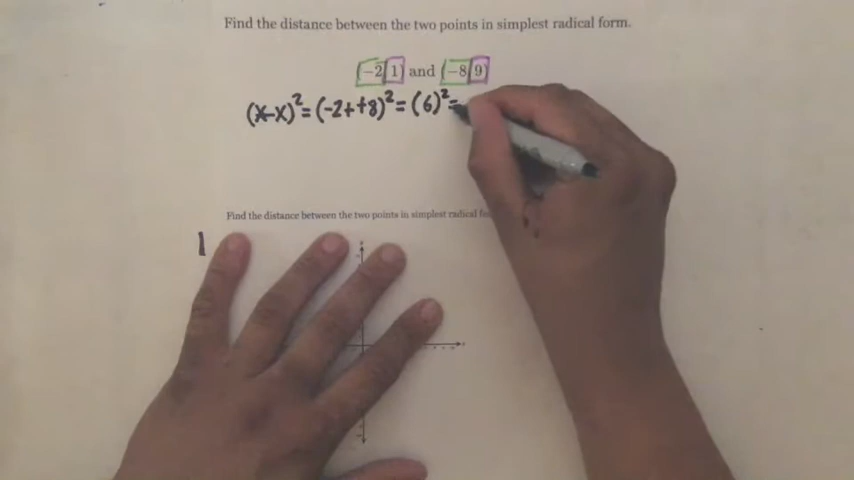 Find the distance between the two points in simplest radical form.
(−2, 1) and (−8, 9)
(x-x)²=(-2++8)²=(6)²=
Find the distance between the two points in simplest radical
1